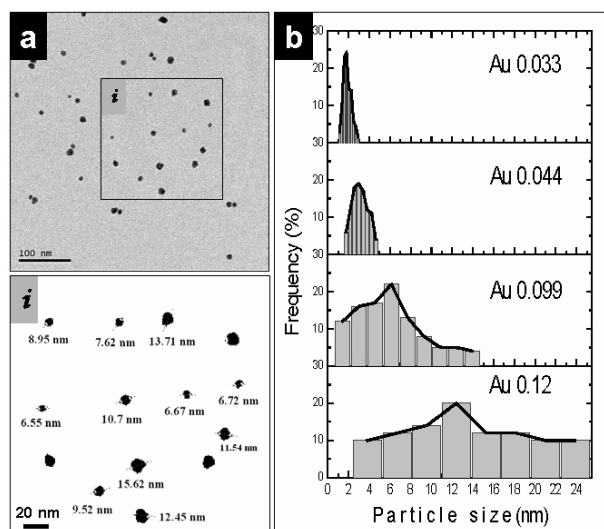 a
i
100 nm
i
8.95 nm
7.62 nm
13.71 nm
6.55 nm
10.7 nm
6.67 nm
6.72 nm
11.54 nm
15.62 nm
9.52 nm
12.45 nm
20 nm
b
Frequency (%)
30
20
10
Au 0.033
30
20
10
Au 0.044
30
20
10
Au 0.099
30
20
10
0
Au 0.12
0 2 4 6 8 10 12 14 16 18 20 22 24
Particle size(nm)